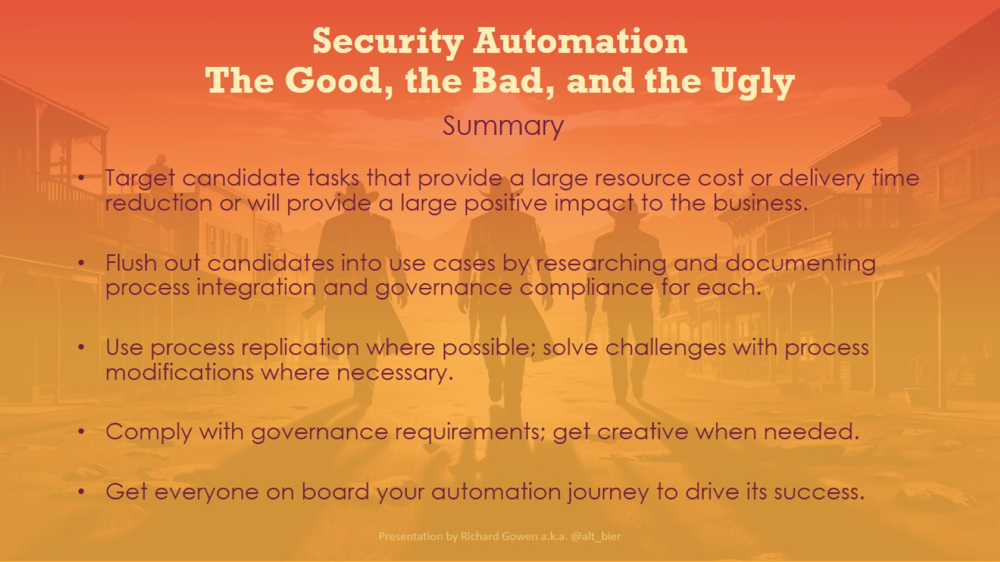 Security Automation
The Good, the Bad, and the Ugly
Summary
• Target candidate tasks that provide a large resource cost or delivery time
reduction or will provide a large positive impact to the business.
• Flush out candidates into use cases by researching and documenting
process integration and governance compliance for each.
• Use process replication where possible; solve challenges with process
modifications where necessary.
• Comply with governance requirements; get creative when needed.
• Get everyone on board your automation journey to drive its success.
Presentation by Richard Gowen a.k.a. @alt_bier